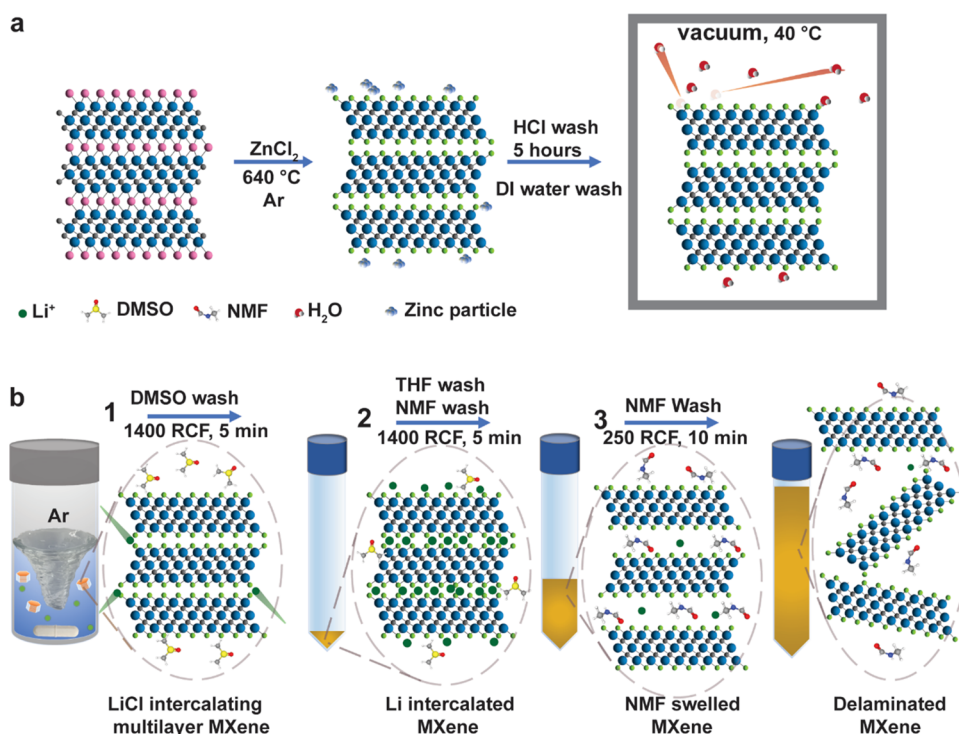 a
ZnCl₂
640 °C
Ar
HCl wash
5 hours
DI water wash
vacuum, 40 °C
Li⁺
DMSO
NMF
H₂O
Zinc particle
b
1
DMSO wash
1400 RCF, 5 min
2
THF wash
NMF wash
1400 RCF, 5 min
3
NMF Wash
250 RCF, 10 min
Ar
LiCl intercalating
multilayer MXene
Li intercalated
MXene
NMF swelled
MXene
Delaminated
MXene